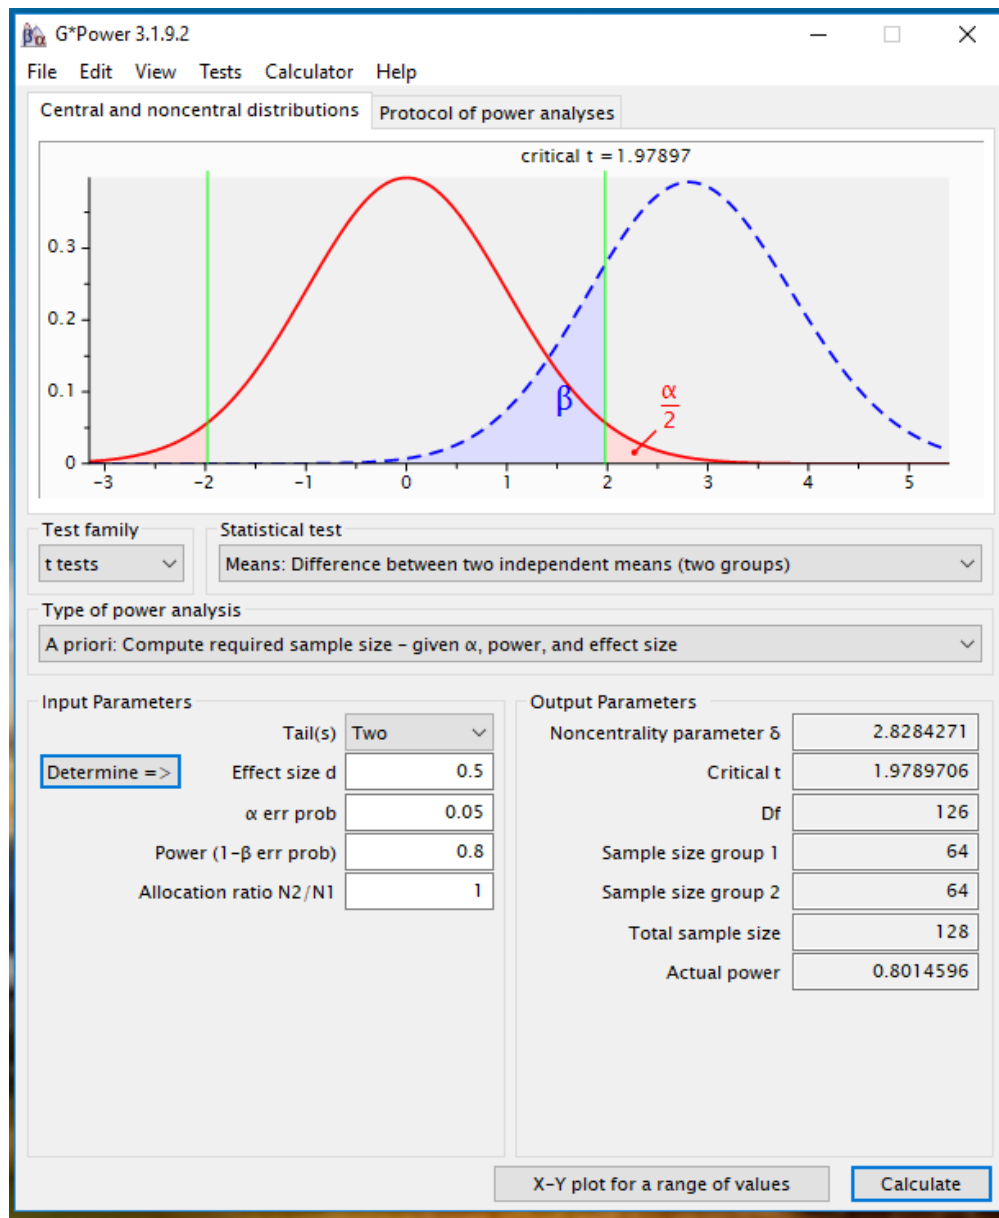 G*Power 3.1.9.2
File Edit View Tests Calculator Help
Central and noncentral distributions Protocol of power analyses
critical t = 1.97897
0.3
0.2
0.1
0
β
α
2
-3 -2 -1 0 1 2 3 4 5
Test family Statistical test
t tests Means: Difference between two independent means (two groups)
Type of power analysis
A priori: Compute required sample size - given α, power, and effect size
Input Parameters
Tail(s) Two
Determine => Effect size d 0.5
α err prob 0.05
Power (1-β err prob) 0.8
Allocation ratio N2/N1 1
Output Parameters
Noncentrality parameter δ 2.8284271
Critical t 1.9789706
Df 126
Sample size group 1 64
Sample size group 2 64
Total sample size 128
Actual power 0.8014596
X-Y plot for a range of values Calculate